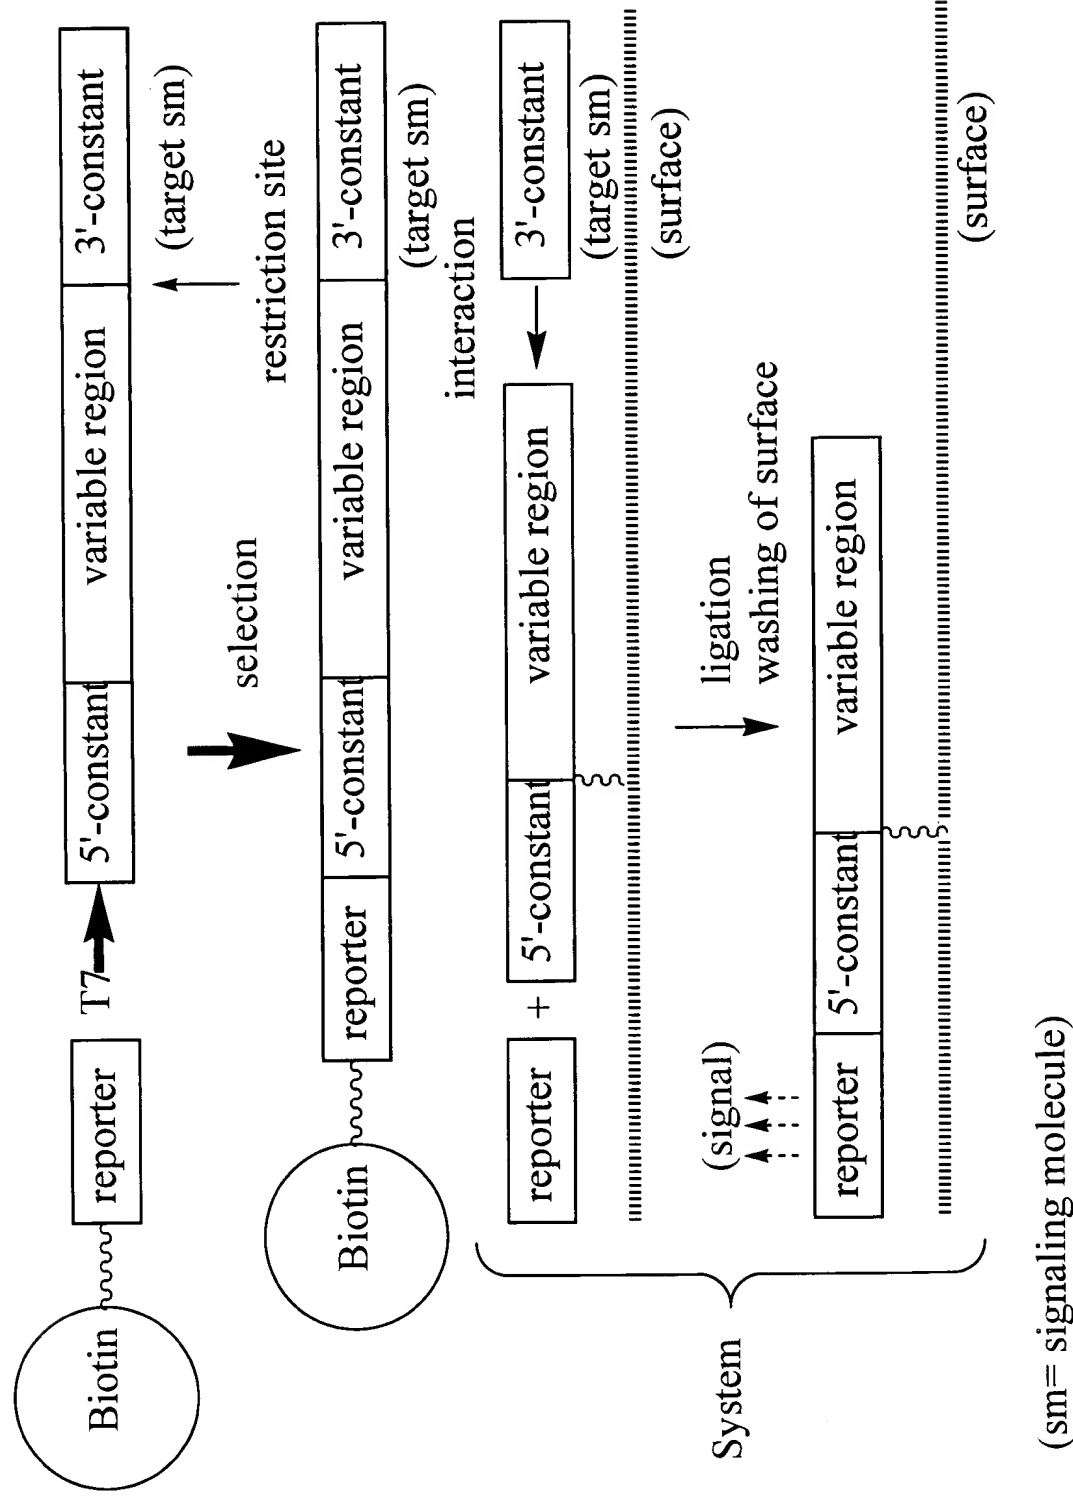 Biotin
reporter
T7
5'-constant
variable region
3'-constant
(target sm)
restriction site
selection
Biotin
reporter
5'-constant
variable region
3'-constant
(target sm)
interaction
reporter
+
5'-constant
variable region
3'-constant
(target sm)
(surface)
System
(signal)
ligation
washing of surface
reporter
5'-constant
variable region
(surface)
(sm= signaling molecule)